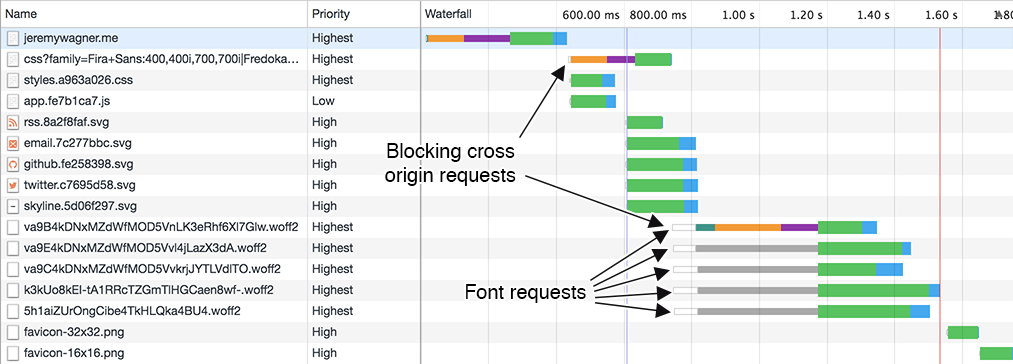 Name Priority Waterfall 600.00 ms 800.00 ms 1.00 s 1.20 s 1.40 s 1.60 s
jeremywagner.me Highest
css?family=Fira+Sans:400,400i,700,700i|Fredoka... Highest
styles.a963a026.css Highest
app.fe7b1ca7.js Low
rss.8a2f8faf.svg High
email.7c277bbc.svg High
github.fe258398.svg High
twitter.c7695d58.svg High
skyline.5d06f297.svg High
Blocking cross
origin requests
va9B4kDNxMZdWfMOD5VnLK3eRhf6Xl7Glw.woff2 Highest
va9E4kDNxMZdWfMOD5Vvl4jLazX3dA.woff2 Highest
va9C4kDNxMZdWfMOD5VvkrjJYTLVdlTO.woff2 Highest
k3kUo8kEI-tA1RRcTZGmTlHGCaen8wf-.woff2 Highest
5h1aiZUrOngCibe4TkHLQka4BU4.woff2 Highest
Font requests
favicon-32x32.png High
favicon-16x16.png High